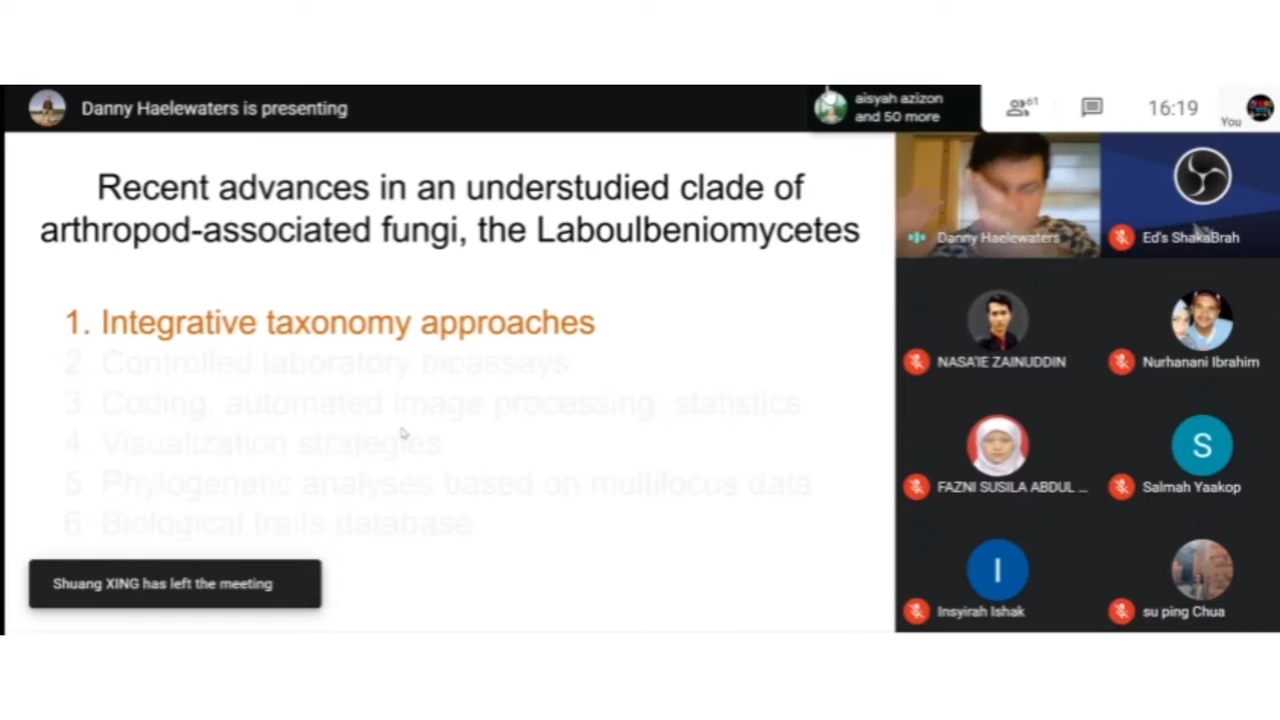 Danny Haelewaters is presenting
aisyah azizon
and 50 more
61
16:19
You
Recent advances in an understudied clade of
arthropod-associated fungi, the Laboulbeniomycetes
1. Integrative taxonomy approaches
2 Controlled laboratory bioassays
3 Coding, automated image processing, statistics
4 Visualization strategies
5 Phylogenetic analyses based on multifocus data
6 Biological traits database
Shuang XING has left the meeting
Danny Haelewaters
Ed's ShakaBrah
NASA'IE ZAINUDDIN
Nurhanani Ibrahim
FAZNI SUSILA ABDUL ...
S
Salmah Yaakop
I
Insyirah Ishak
su ping Chua